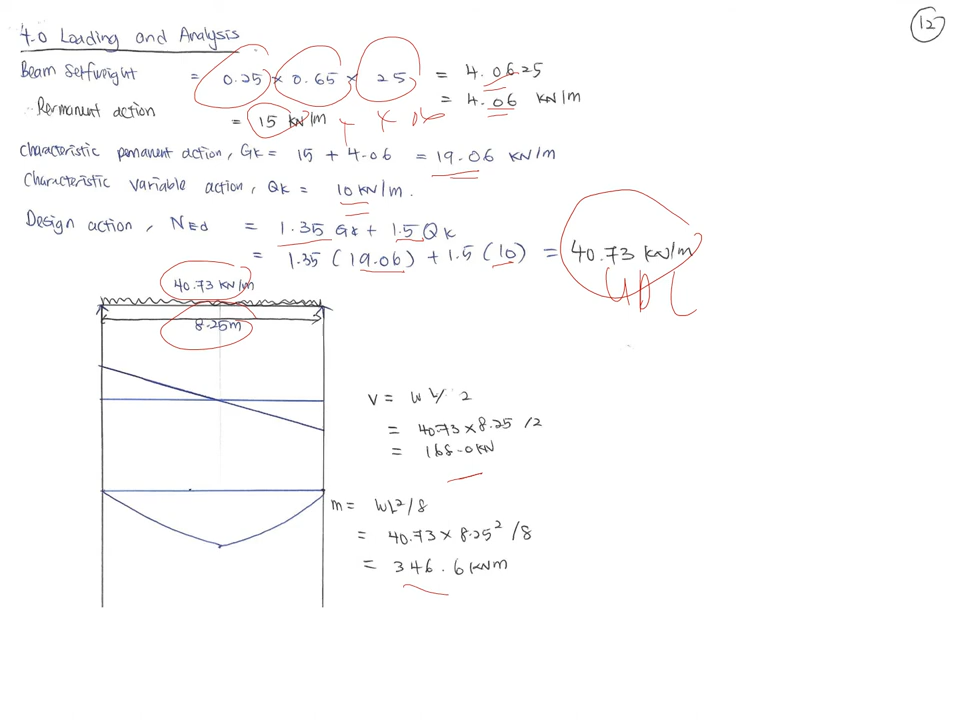 12
4.0 Loading and Analysis
Beam Selfweight = 0.25 × 0.65 × 25 = 4.0625
= 4.06 kN/m
Permanent action = 15 kN/m
Characteristic permanent action, Gk = 15 + 4.06 = 19.06 kN/m
Characteristic variable action, Qk = 10 kN/m.
Design action, NEd = 1.35 Gk + 1.5 Qk
= 1.35 (19.06) + 1.5 (10) = 40.73 kN/m
UDL
40.73 kN/m
8.25m
V = WL/2
= 40.73 × 8.25 /2
= 168.0 kN
m = WL²/8
= 40.73 × 8.25² /8
= 346.6 kNm